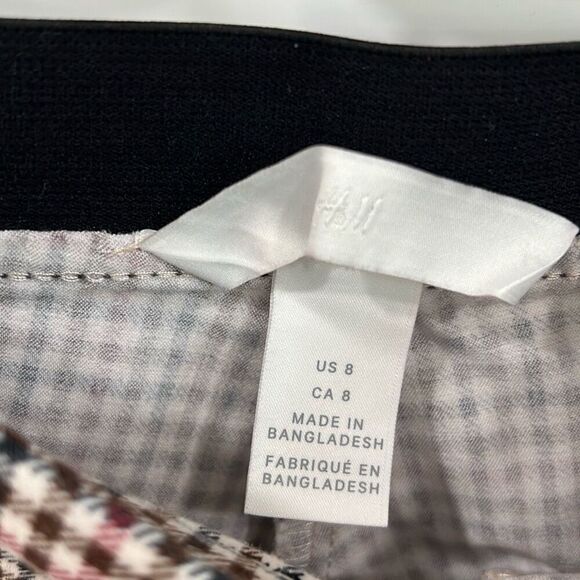 H&M
US 8
CA 8
MADE IN
BANGLADESH
FABRIQUÉ EN
BANGLADESH